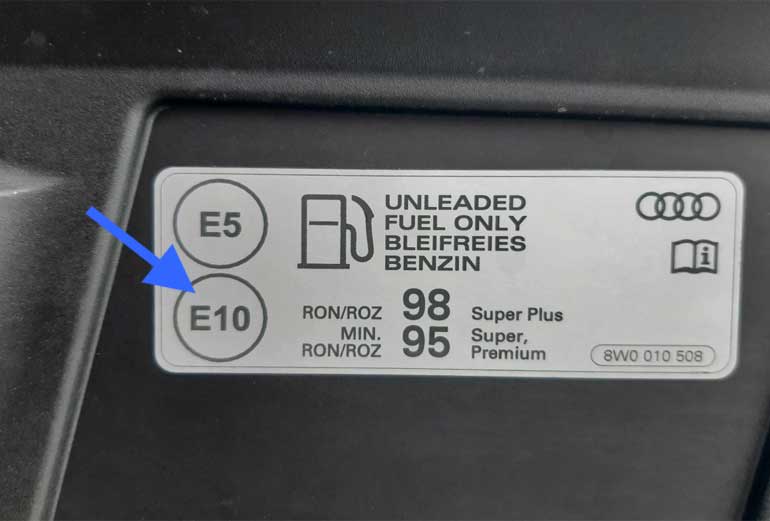 E5
E10
UNLEADED
FUEL ONLY
BLEIFREIES
BENZIN
RON/ROZ 98 Super Plus
MIN. 95 Super,
RON/ROZ Premium
i
8W0 010 508